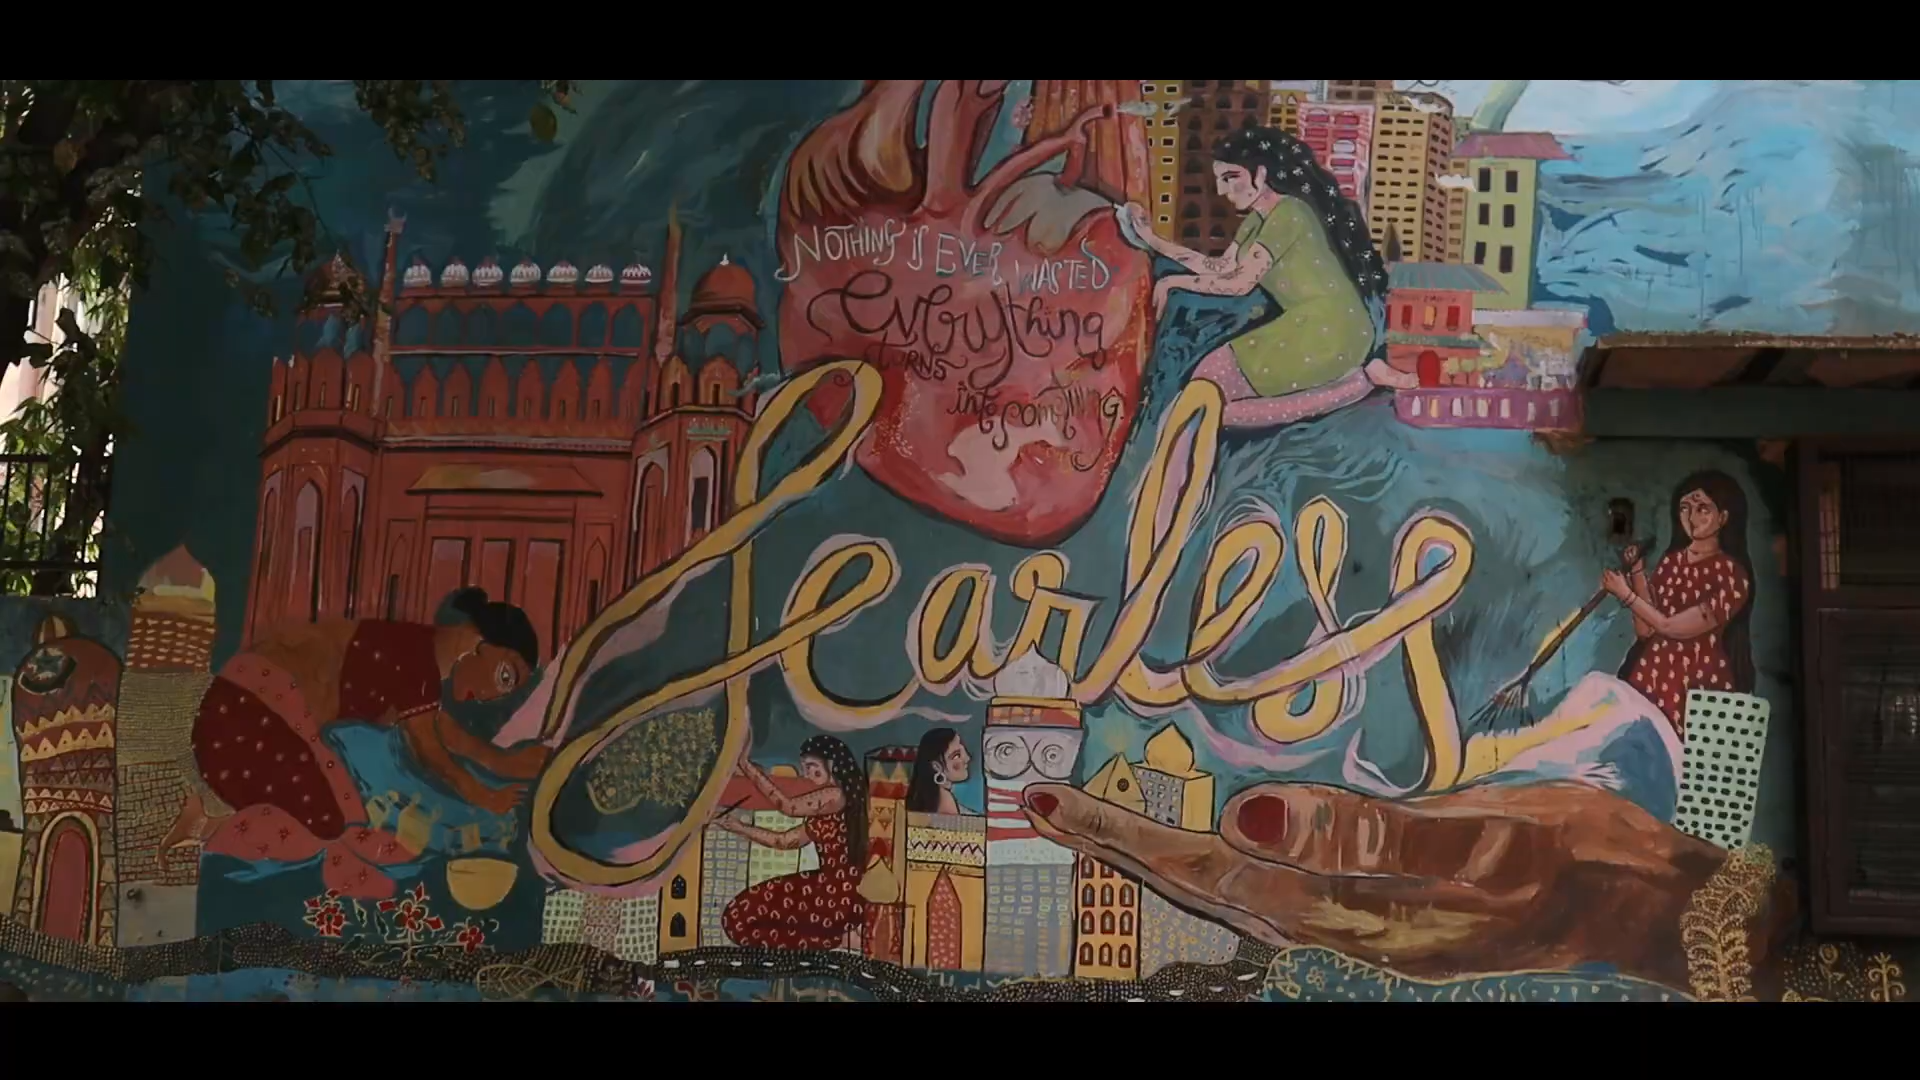 NOTHING IS EVER WASTED
everything
TURNS
into something.
fearless